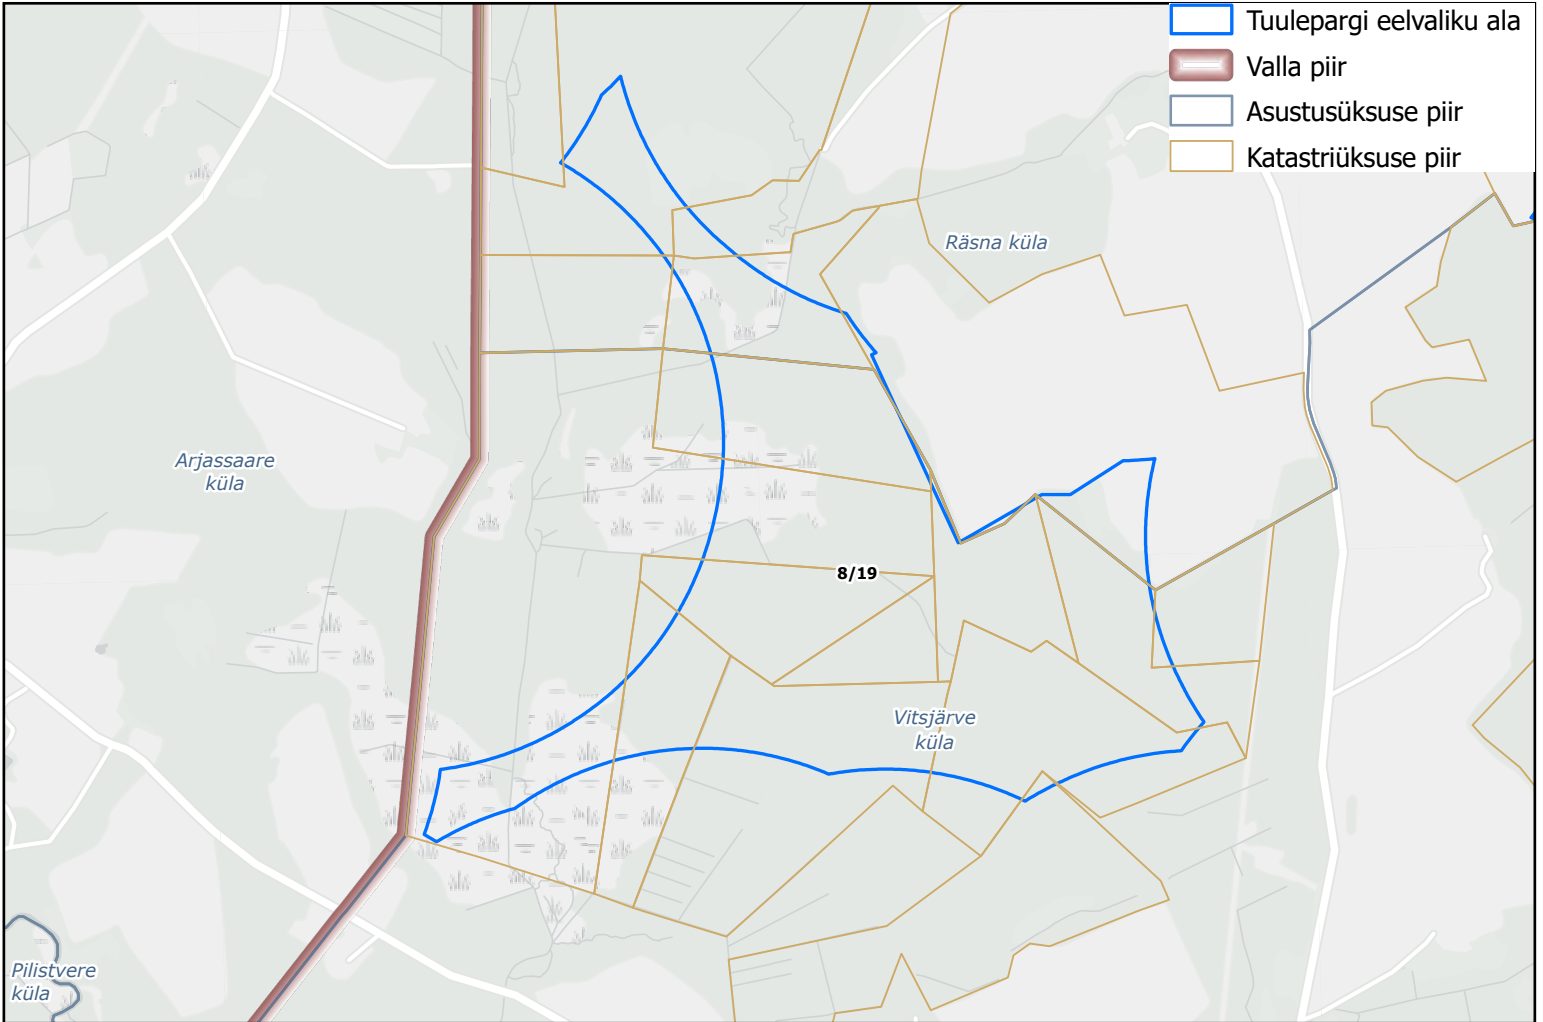 Tuulepargi eelvaliku ala
Valla piir
Asustusüksuse piir
Katastriüksuse piir
Räsna küla
Arjassaare
küla
8/19
Vitsjärve
küla
Pilistvere
küla